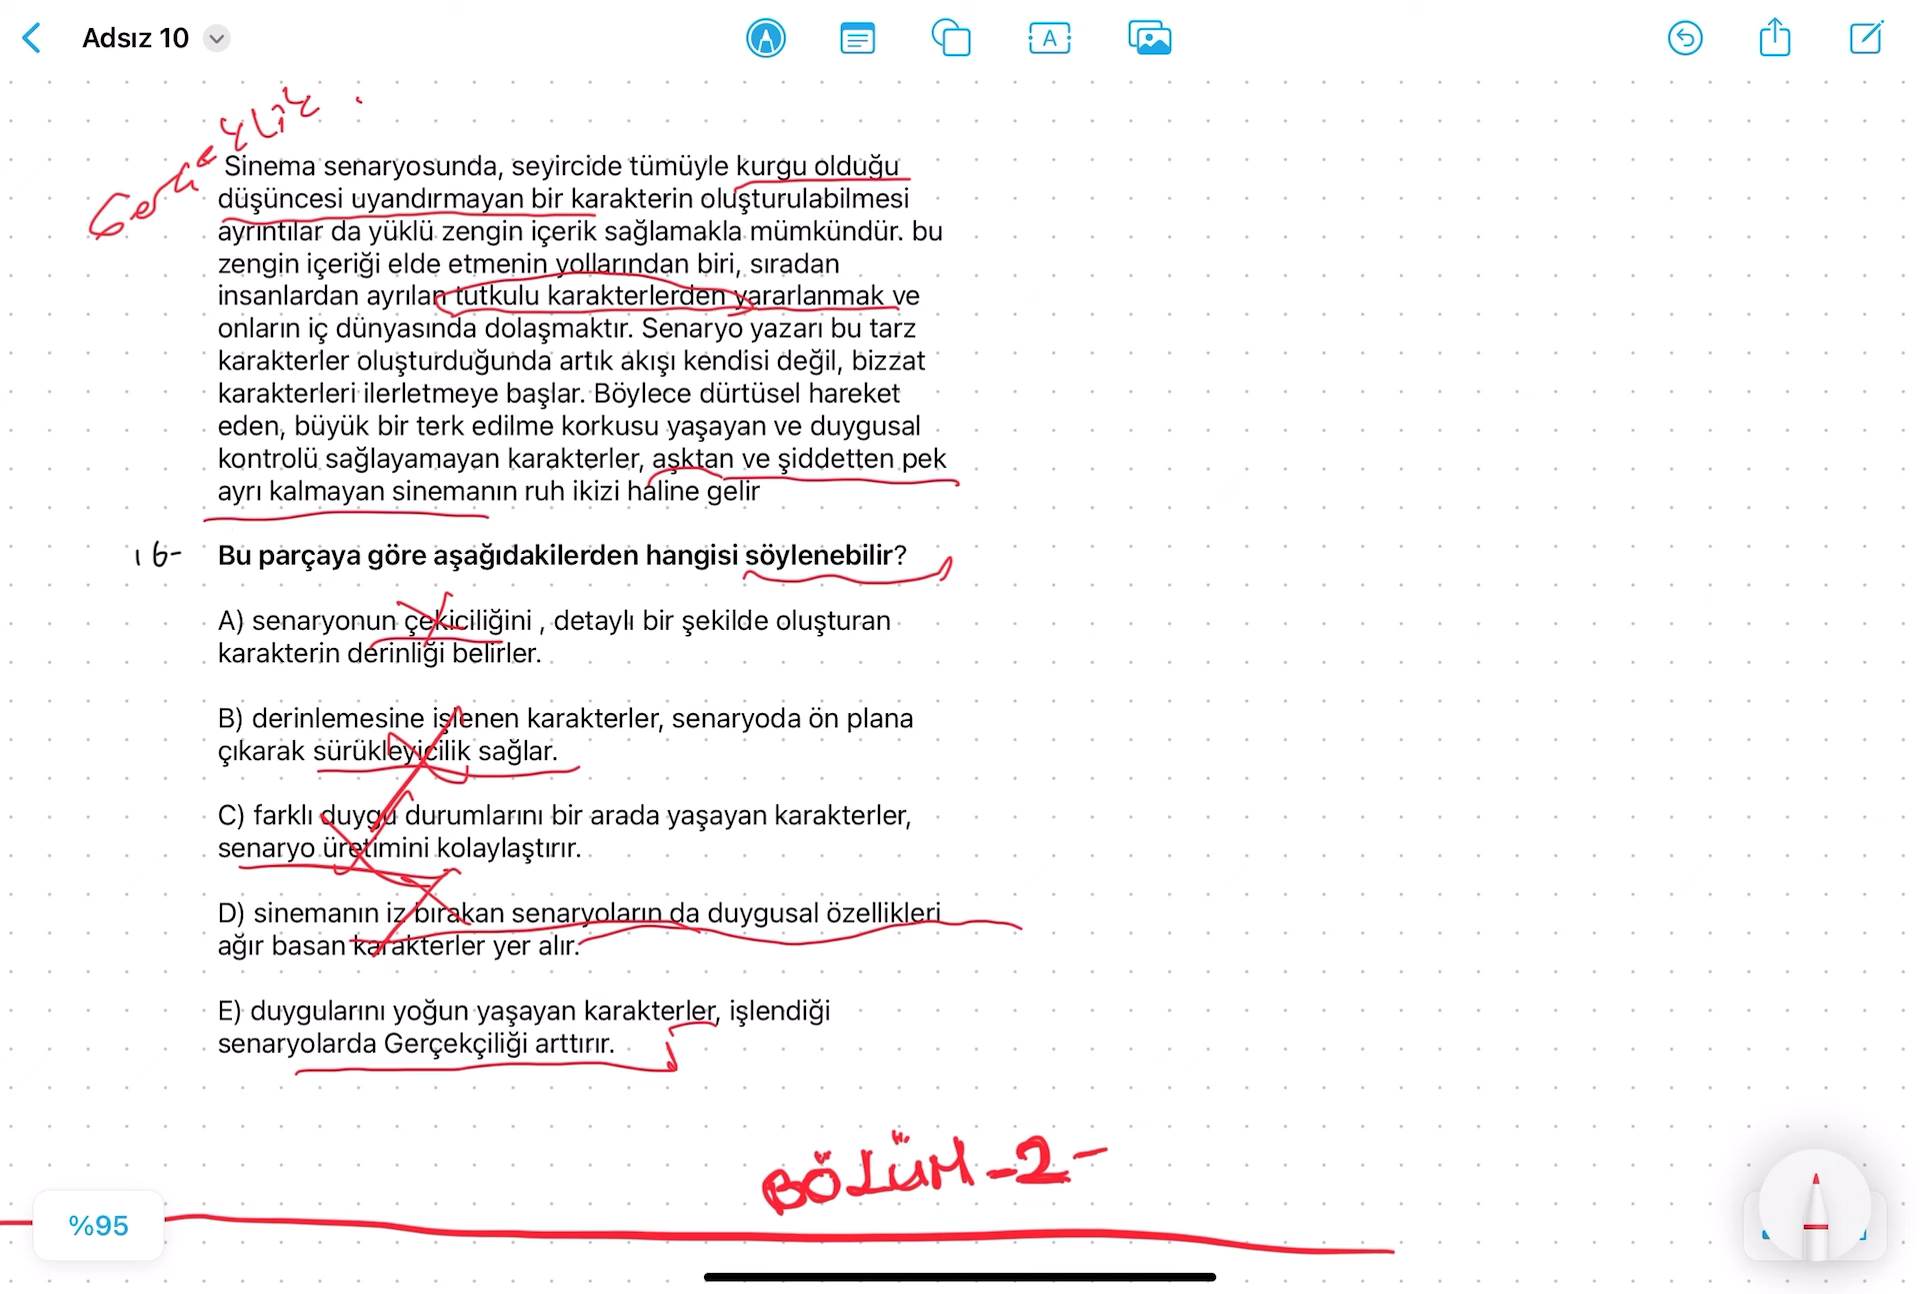 Adsız 10
Gerçeklik
Sinema senaryosunda, seyircide tümüyle kurgu olduğu
düşüncesi uyandırmayan bir karakterin oluşturulabilmesi
ayrıntılar da yüklü zengin içerik sağlamakla mümkündür. bu
zengin içeriği elde etmenin yollarından biri, sıradan
insanlardan ayrılan tutkulu karakterlerden yararlanmak ve
onların iç dünyasında dolaşmaktır. Senaryo yazarı bu tarz
karakterler oluşturduğunda artık akışı kendisi değil, bizzat
karakterleri ilerletmeye başlar. Böylece dürtüsel hareket
eden, büyük bir terk edilme korkusu yaşayan ve duygusal
kontrolü sağlayamayan karakterler, aşktan ve şiddetten pek
ayrı kalmayan sinemanın ruh ikizi haline gelir
16- Bu parçaya göre aşağıdakilerden hangisi söylenebilir?
A) senaryonun çekiciliğini , detaylı bir şekilde oluşturan
karakterin derinliği belirler.
B) derinlemesine işlenen karakterler, senaryoda ön plana
çıkarak sürükleyicilik sağlar.
C) farklı duygu durumlarını bir arada yaşayan karakterler,
senaryo üretimini kolaylaştırır.
D) sinemanın iz bırakan senaryoların da duygusal özellikleri
ağır basan karakterler yer alır.
E) duygularını yoğun yaşayan karakterler, işlendiği
senaryolarda Gerçekçiliği arttırır.
BÖLÜM-2-
%95